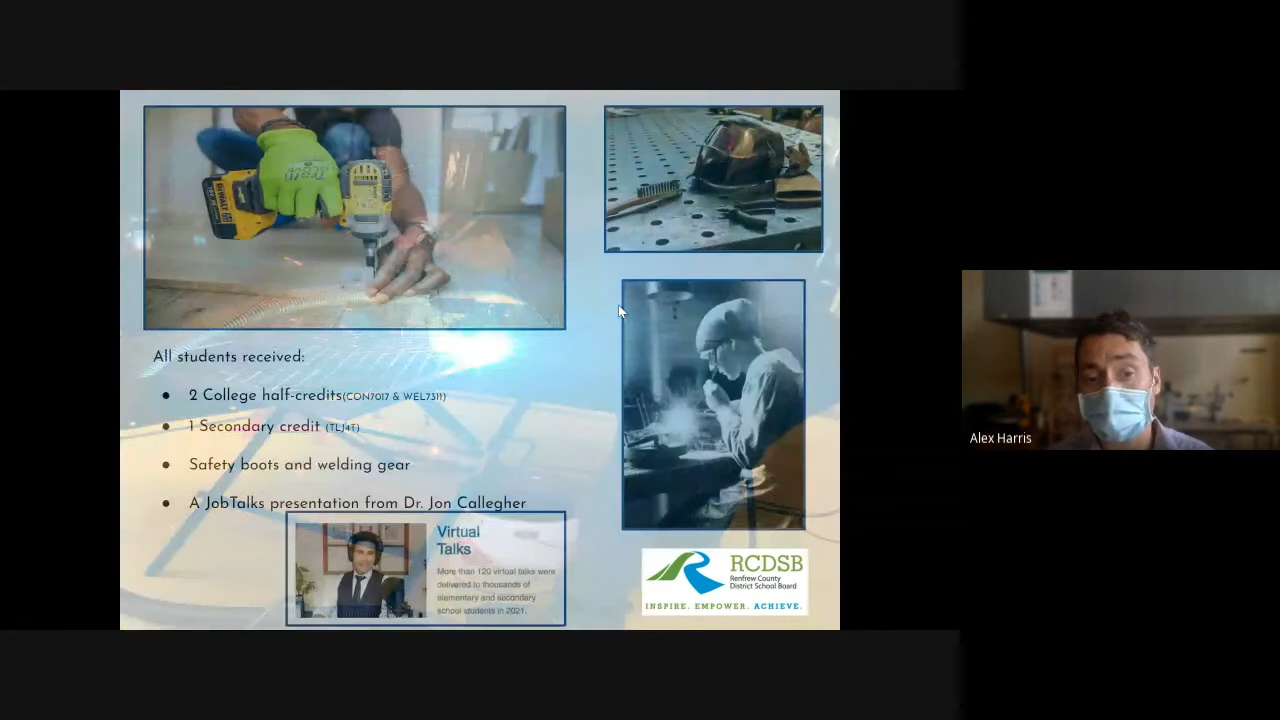 DEWALT
All students received:
● 2 College half-credits(CON7017 & WEL7311)
● 1 Secondary credit (TLJ4T)
● Safety boots and welding gear
● A JobTalks presentation from Dr. Jon Callegher
Virtual
Talks
More than 120 virtual talks were
delivered to thousands of
elementary and secondary
school students in 2021.
RCDSB
Renfrew County
District School Board
INSPIRE. EMPOWER. ACHIEVE.
Alex Harris